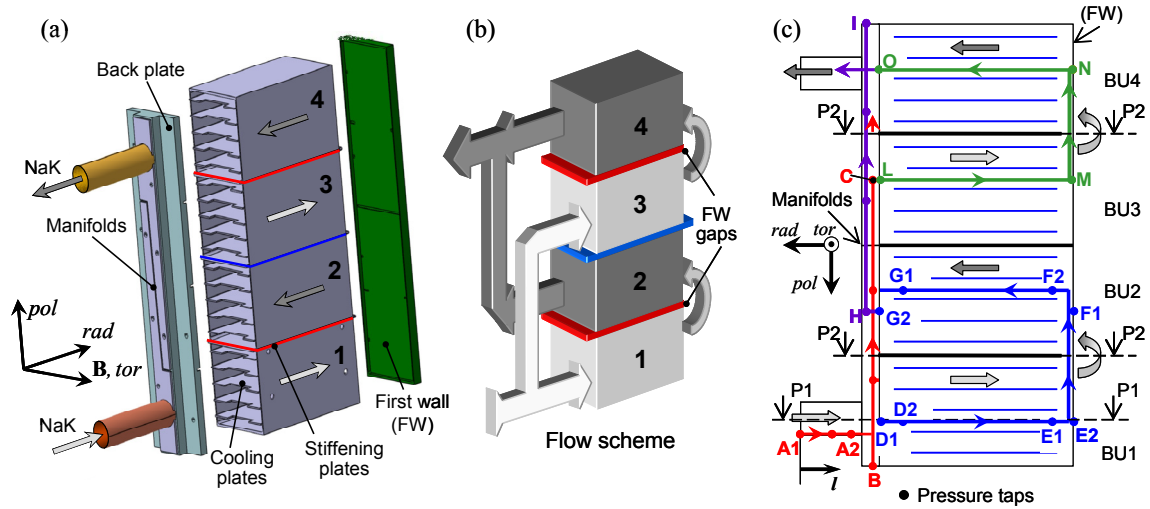 (a)
Back plate
NaK
Manifolds
4
3
2
1
pol
rad
B, tor
NaK
Cooling
plates
Stiffening
plates
First wall
(FW)
(b)
4
3
2
1
FW
gaps
Flow scheme
(c)
I
(FW)
O
N
BU4
P2
P2
C
L
M
BU3
Manifolds
rad tor
pol
G1
F2
BU2
H
G2
F1
P2
P2
P1
P1
D2
D1
E1
E2
A1
A2
BU1
B
l
Pressure taps